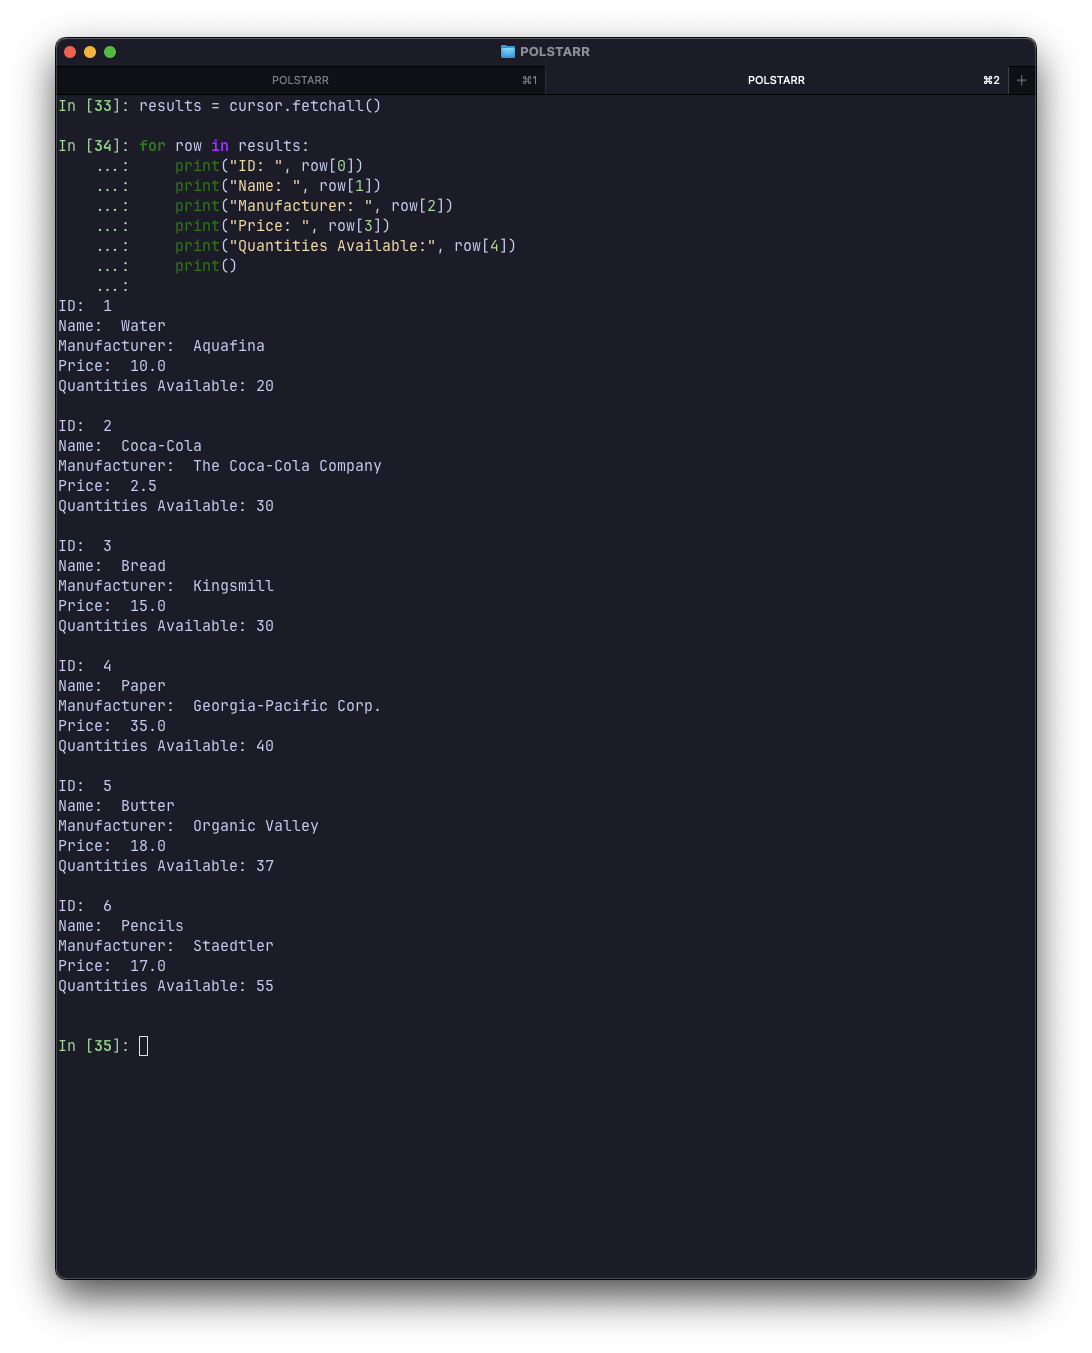 POLSTARR
POLSTARR ⌘1 POLSTARR ⌘2 +
In [33]: results = cursor.fetchall()
In [34]: for row in results:
...:     print("ID: ", row[0])
...:     print("Name: ", row[1])
...:     print("Manufacturer: ", row[2])
...:     print("Price: ", row[3])
...:     print("Quantities Available:", row[4])
...:     print()
...:
ID:  1
Name:  Water
Manufacturer:  Aquafina
Price:  10.0
Quantities Available: 20
ID:  2
Name:  Coca-Cola
Manufacturer:  The Coca-Cola Company
Price:  2.5
Quantities Available: 30
ID:  3
Name:  Bread
Manufacturer:  Kingsmill
Price:  15.0
Quantities Available: 30
ID:  4
Name:  Paper
Manufacturer:  Georgia-Pacific Corp.
Price:  35.0
Quantities Available: 40
ID:  5
Name:  Butter
Manufacturer:  Organic Valley
Price:  18.0
Quantities Available: 37
ID:  6
Name:  Pencils
Manufacturer:  Staedtler
Price:  17.0
Quantities Available: 55
In [35]: